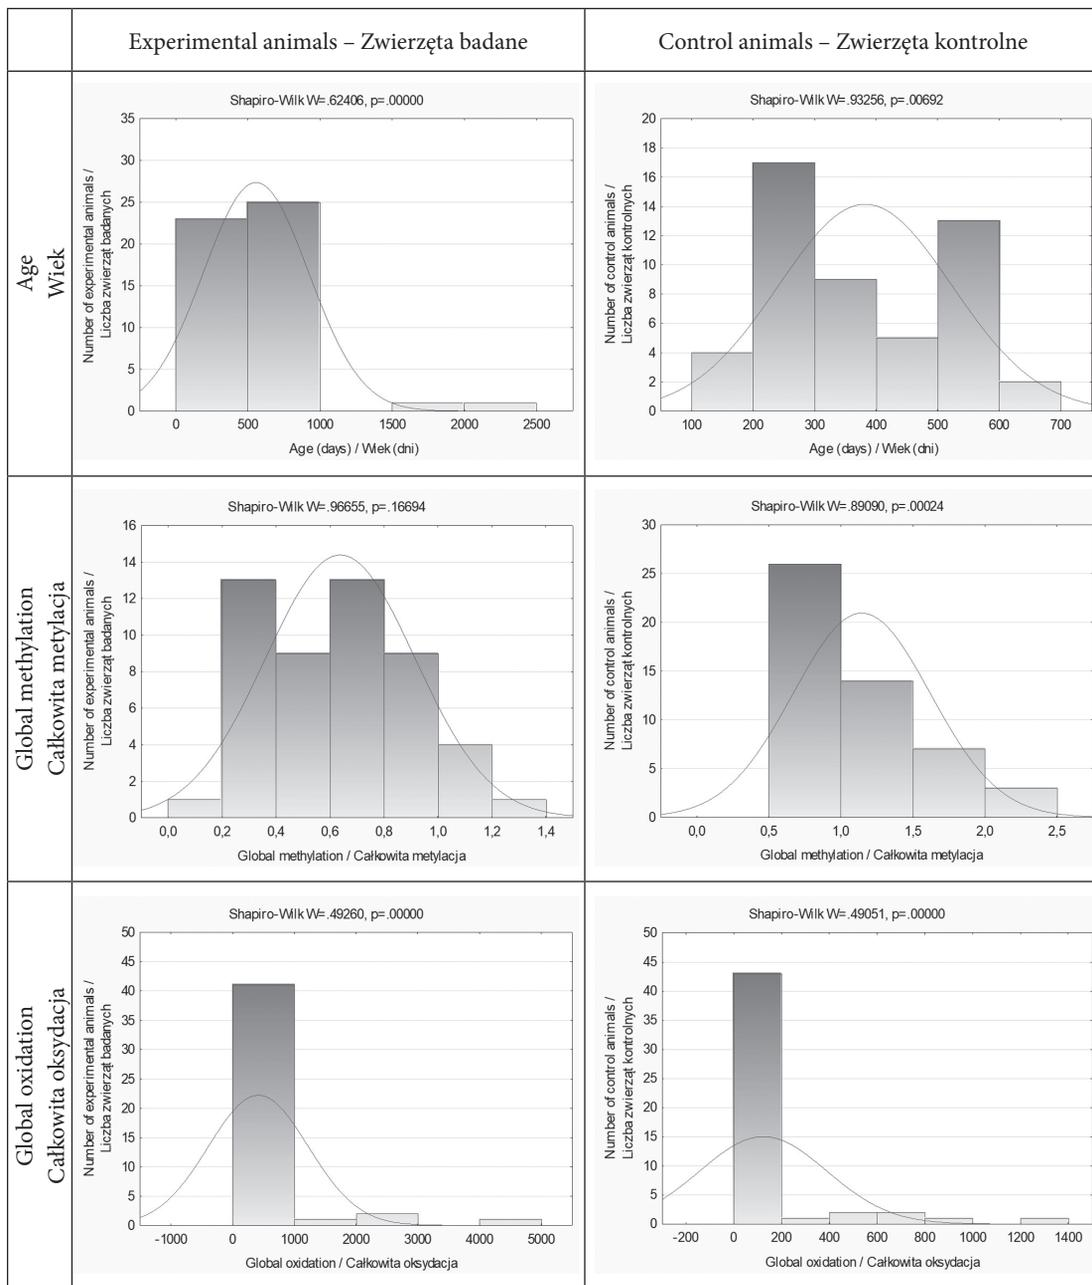 Experimental animals – Zwierzęta badane
Control animals – Zwierzęta kontrolne
Age
Wiek
Shapiro-Wilk W=.62406, p=.00000
Number of experimental animals /
Liczba zwierząt badanych
35
30
25
20
15
10
5
0
0 500 1000 1500 2000 2500
Age (days) / Wiek (dni)
Shapiro-Wilk W=.93256, p=.00692
Number of control animals /
Liczba zwierząt kontrolnych
20
18
16
14
12
10
8
6
4
2
0
100 200 300 400 500 600 700
Age (days) / Wiek (dni)
Global methylation
Całkowita metylacja
Shapiro-Wilk W=.96655, p=.16694
Number of experimental animals /
Liczba zwierząt badanych
16
14
12
10
8
6
4
2
0
0,0 0,2 0,4 0,6 0,8 1,0 1,2 1,4
Global methylation / Całkowita metylacja
Shapiro-Wilk W=.89090, p=.00024
Number of control animals /
Liczba zwierząt kontrolnych
30
25
20
15
10
5
0
0,0 0,5 1,0 1,5 2,0 2,5
Global methylation / Całkowita metylacja
Global oxidation
Całkowita oksydacja
Shapiro-Wilk W=.49260, p=.00000
Number of experimental animals /
Liczba zwierząt badanych
50
45
40
35
30
25
20
15
10
5
0
-1000 0 1000 2000 3000 4000 5000
Global oxidation / Całkowita oksydacja
Shapiro-Wilk W=.49051, p=.00000
Number of control animals /
Liczba zwierząt kontrolnych
50
45
40
35
30
25
20
15
10
5
0
-200 0 200 400 600 800 1000 1200 1400
Global oxidation / Całkowita oksydacja